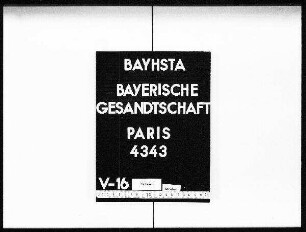 BAYHSTA
BAYERISCHE
GESANDTSCHAFT
PARIS
4343
V-16